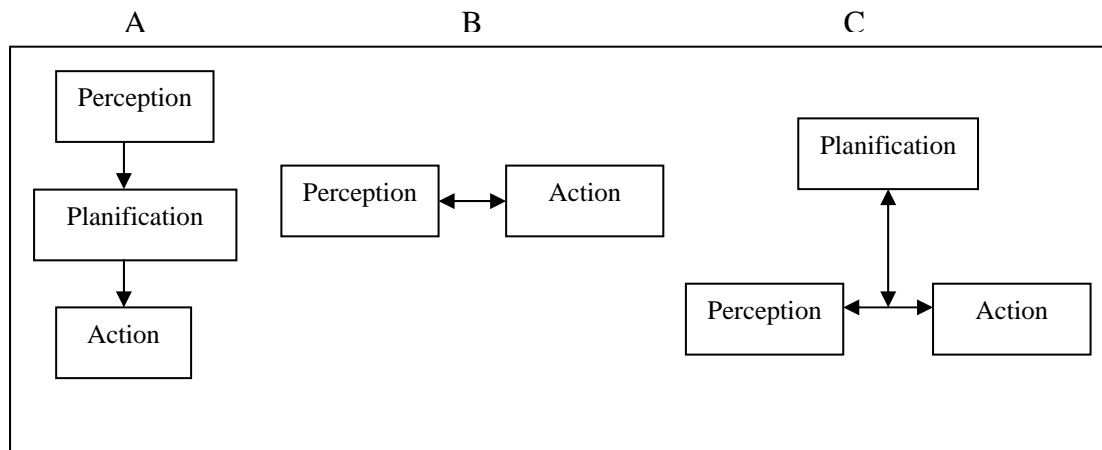 A
B
C
Perception
Planification
Action
Perception
Action
Planification
Perception
Action